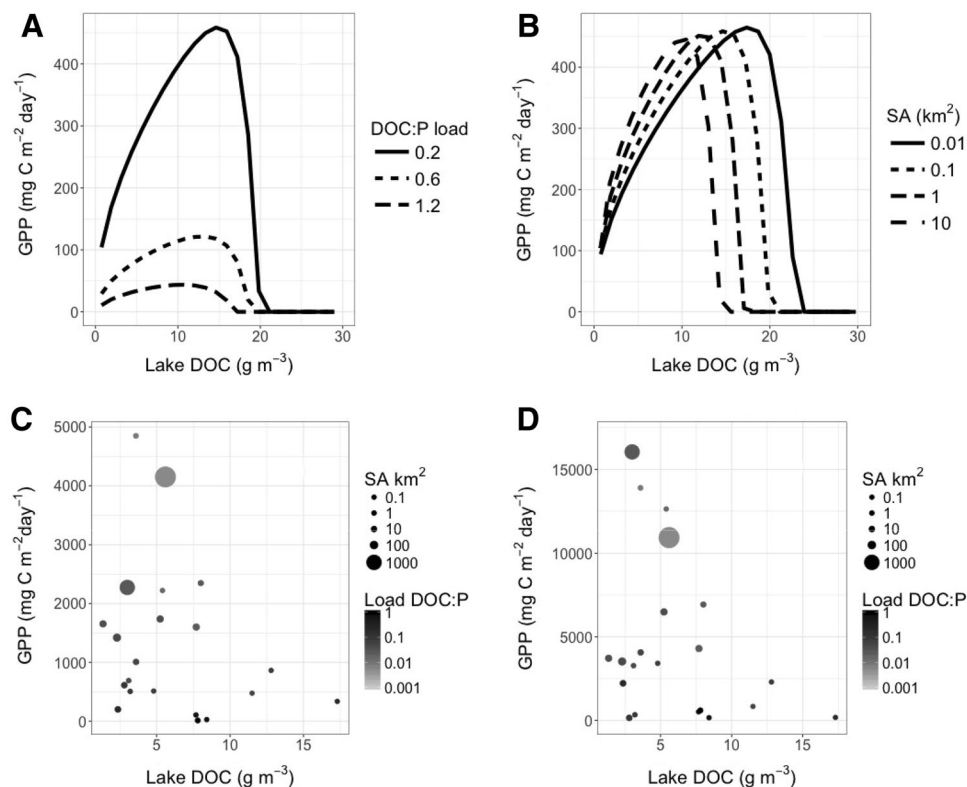 A
GPP (mg C m⁻² day⁻¹)
400
300
200
100
0
0 10 20 30
Lake DOC (g m⁻³)
DOC:P load
0.2
0.6
1.2
B
GPP (mg C m⁻² day⁻¹)
400
300
200
100
0
0 10 20 30
Lake DOC (g m⁻³)
SA (km²)
0.01
0.1
1
10
C
GPP (mg C m⁻²day⁻¹)
5000
4000
3000
2000
1000
0
5 10 15
Lake DOC (g m⁻³)
SA km²
0.1
1
10
100
1000
Load DOC:P
1
0.1
0.01
0.001
D
GPP (mg C m⁻² day⁻¹)
15000
10000
5000
0
5 10 15
Lake DOC (g m⁻³)
SA km²
0.1
1
10
100
1000
Load DOC:P
1
0.1
0.01
0.001